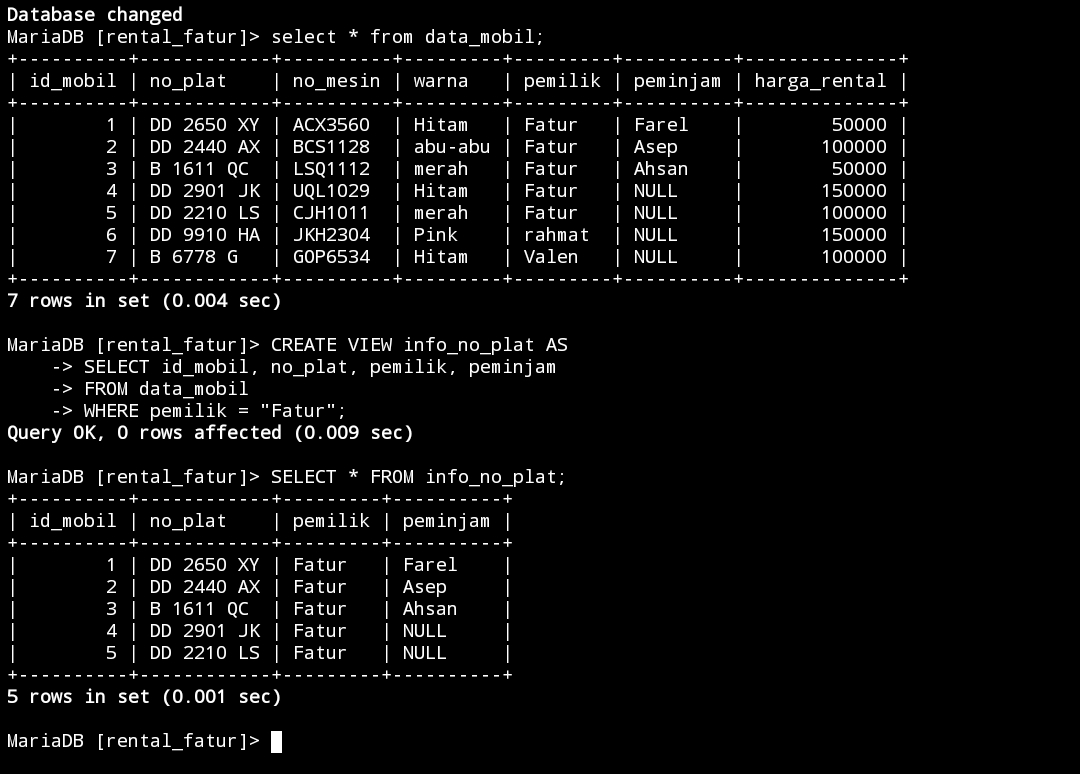 Database changed
MariaDB [rental_fatur]> select * from data_mobil;
+----------+------------+----------+---------+---------+----------+--------------+
| id_mobil | no_plat    | no_mesin | warna   | pemilik | peminjam | harga_rental |
+----------+------------+----------+---------+---------+----------+--------------+
|        1 | DD 2650 XY | ACX3560  | Hitam   | Fatur   | Farel    |        50000 |
|        2 | DD 2440 AX | BCS1128  | abu-abu | Fatur   | Asep     |       100000 |
|        3 | B 1611 QC  | LSQ1112  | merah   | Fatur   | Ahsan    |        50000 |
|        4 | DD 2901 JK | UQL1029  | Hitam   | Fatur   | NULL     |       150000 |
|        5 | DD 2210 LS | CJH1011  | merah   | Fatur   | NULL     |       100000 |
|        6 | DD 9910 HA | JKH2304  | Pink    | rahmat  | NULL     |       150000 |
|        7 | B 6778 G   | GOP6534  | Hitam   | Valen   | NULL     |       100000 |
+----------+------------+----------+---------+---------+----------+--------------+
7 rows in set (0.004 sec)
MariaDB [rental_fatur]> CREATE VIEW info_no_plat AS
    -> SELECT id_mobil, no_plat, pemilik, peminjam
    -> FROM data_mobil
    -> WHERE pemilik = "Fatur";
Query OK, 0 rows affected (0.009 sec)
MariaDB [rental_fatur]> SELECT * FROM info_no_plat;
+----------+------------+---------+----------+
| id_mobil | no_plat    | pemilik | peminjam |
+----------+------------+---------+----------+
|        1 | DD 2650 XY | Fatur   | Farel    |
|        2 | DD 2440 AX | Fatur   | Asep     |
|        3 | B 1611 QC  | Fatur   | Ahsan    |
|        4 | DD 2901 JK | Fatur   | NULL     |
|        5 | DD 2210 LS | Fatur   | NULL     |
+----------+------------+---------+----------+
5 rows in set (0.001 sec)
MariaDB [rental_fatur]>